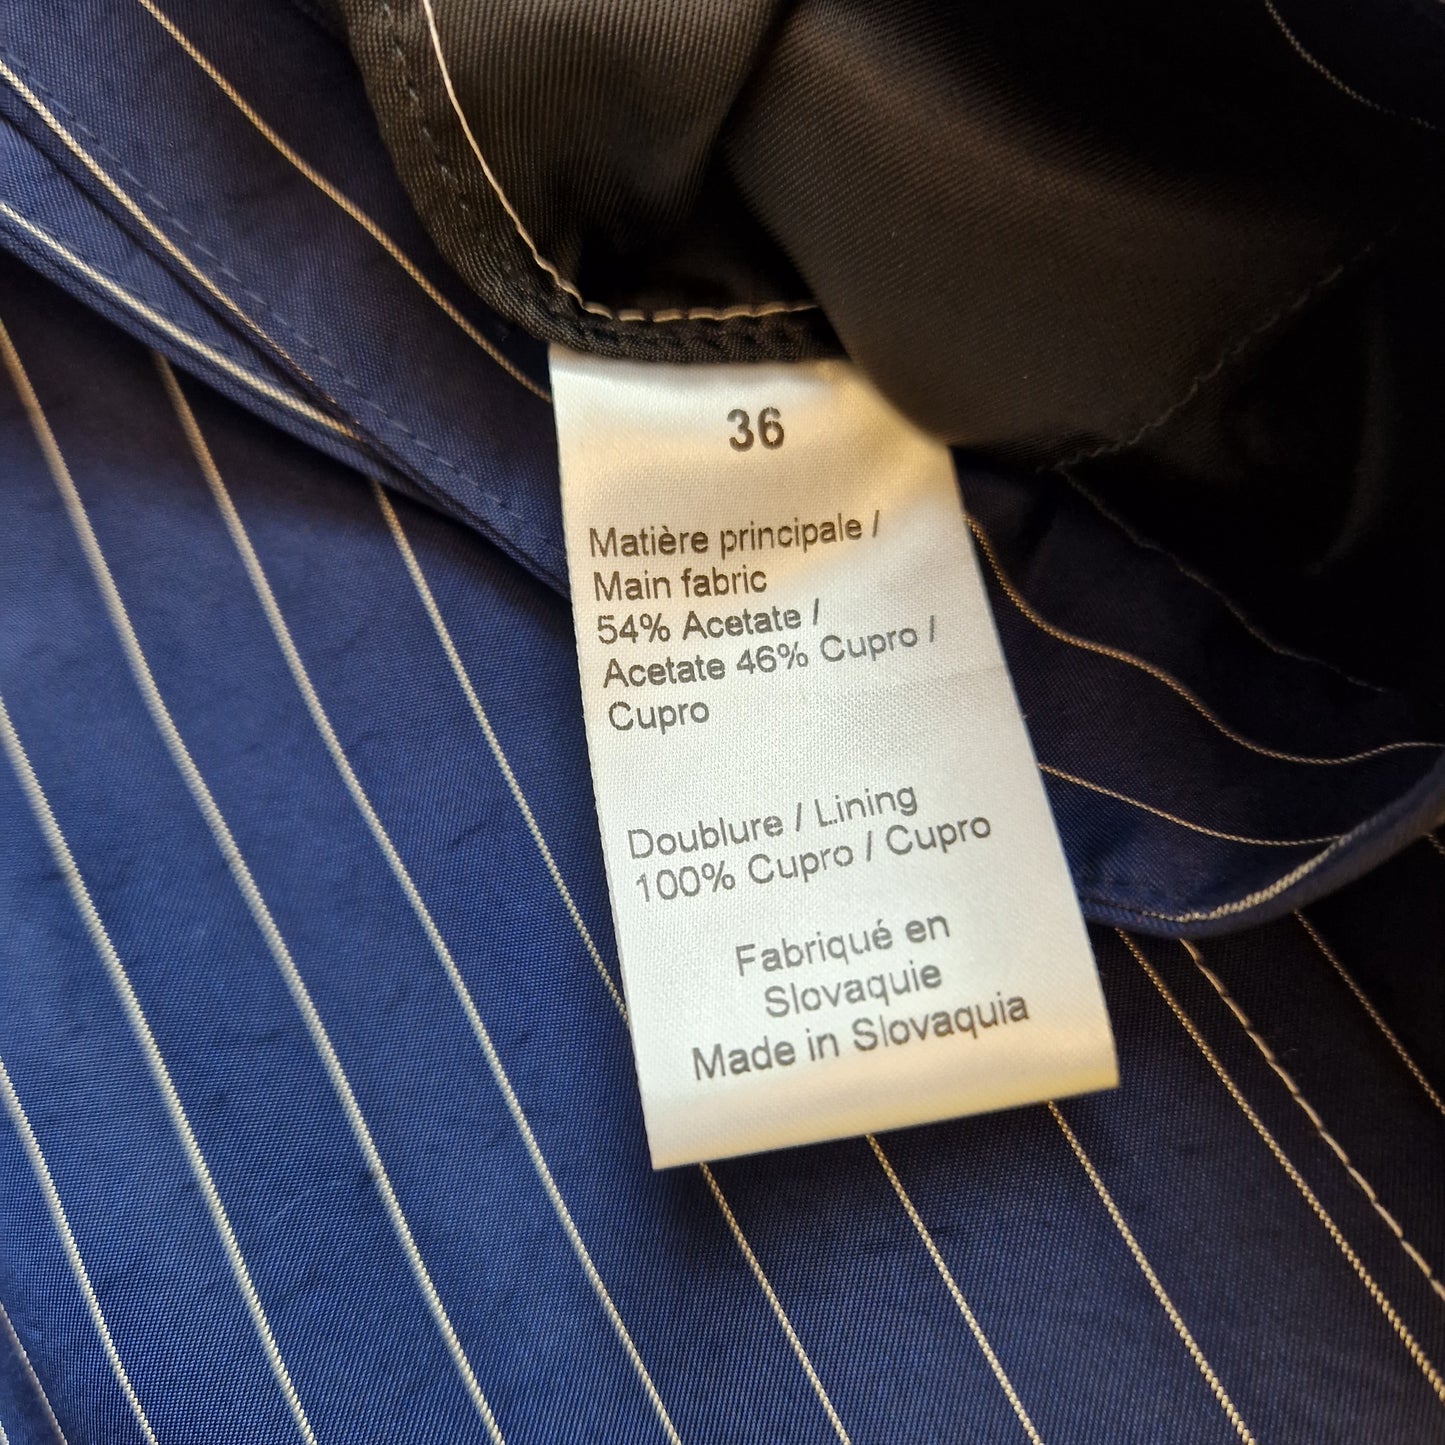 36
Matière principale /
Main fabric
54% Acetate /
Acetate 46% Cupro /
Cupro
Doublure / Lining
100% Cupro / Cupro
Fabriqué en
Slovaquie
Made in Slovaquia